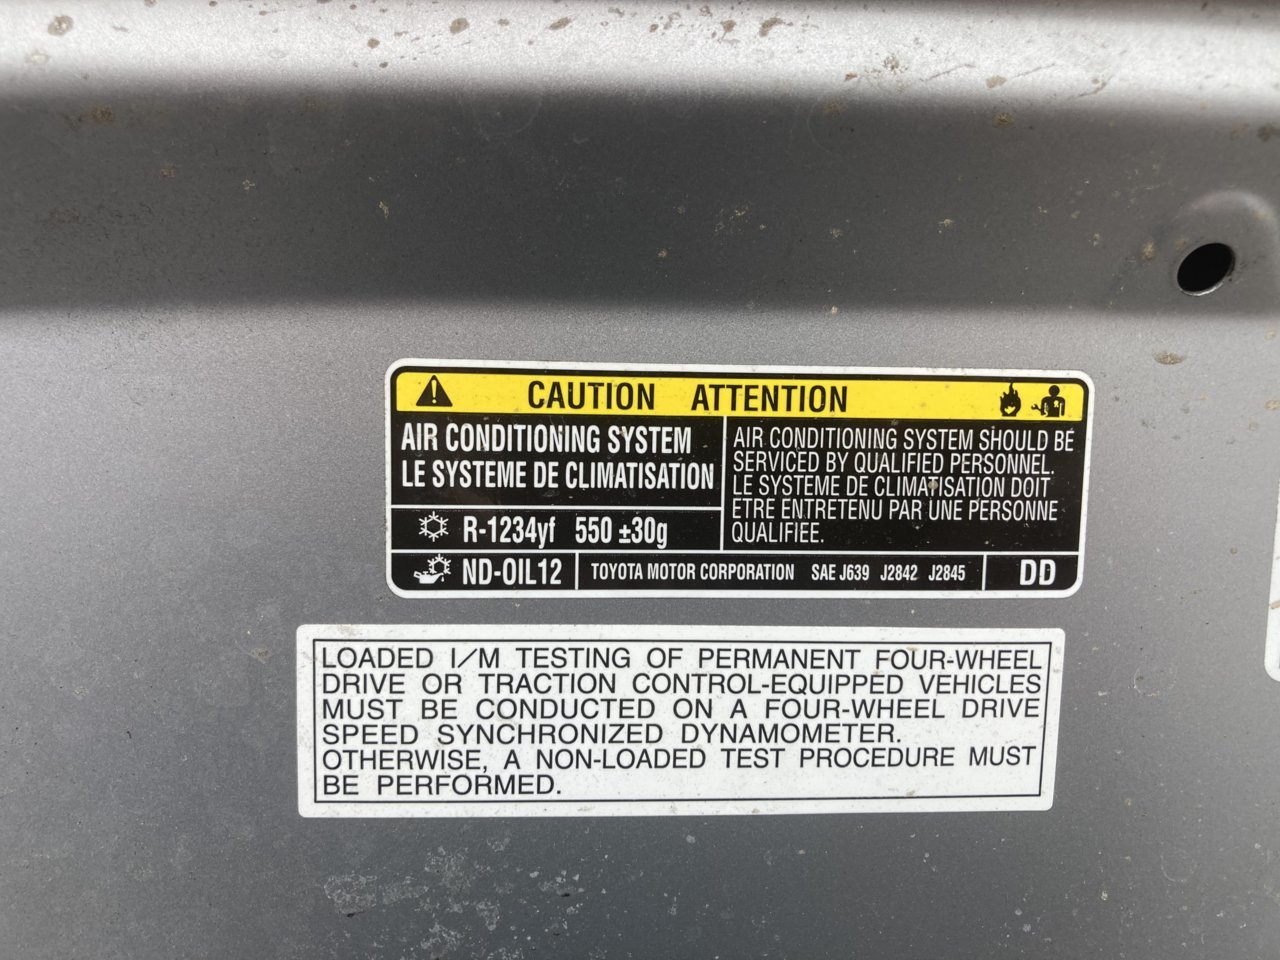 CAUTION ATTENTION
AIR CONDITIONING SYSTEM
LE SYSTEME DE CLIMATISATION
AIR CONDITIONING SYSTEM SHOULD BE
SERVICED BY QUALIFIED PERSONNEL.
LE SYSTEME DE CLIMATISATION DOIT
ETRE ENTRETENU PAR UNE PERSONNE
QUALIFIEE.
R-1234yf 550 ±30g
ND-OIL12
TOYOTA MOTOR CORPORATION SAE J639 J2842 J2845
DD
LOADED I/M TESTING OF PERMANENT FOUR-WHEEL
DRIVE OR TRACTION CONTROL-EQUIPPED VEHICLES
MUST BE CONDUCTED ON A FOUR-WHEEL DRIVE
SPEED SYNCHRONIZED DYNAMOMETER.
OTHERWISE, A NON-LOADED TEST PROCEDURE MUST
BE PERFORMED.